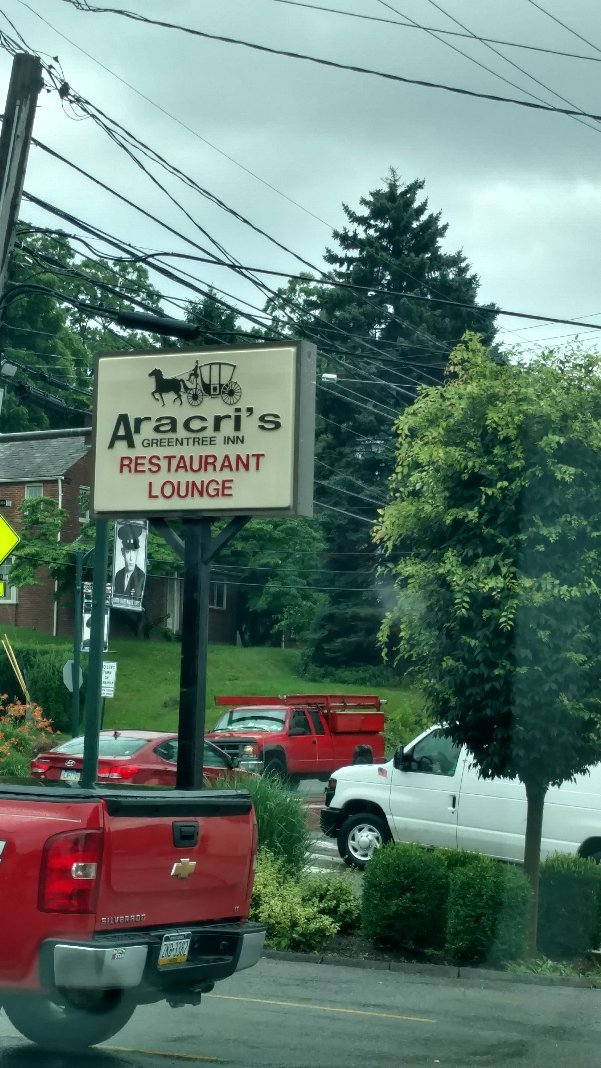 Aracri's
GREENTREE INN
RESTAURANT
LOUNGE
SILVERADO